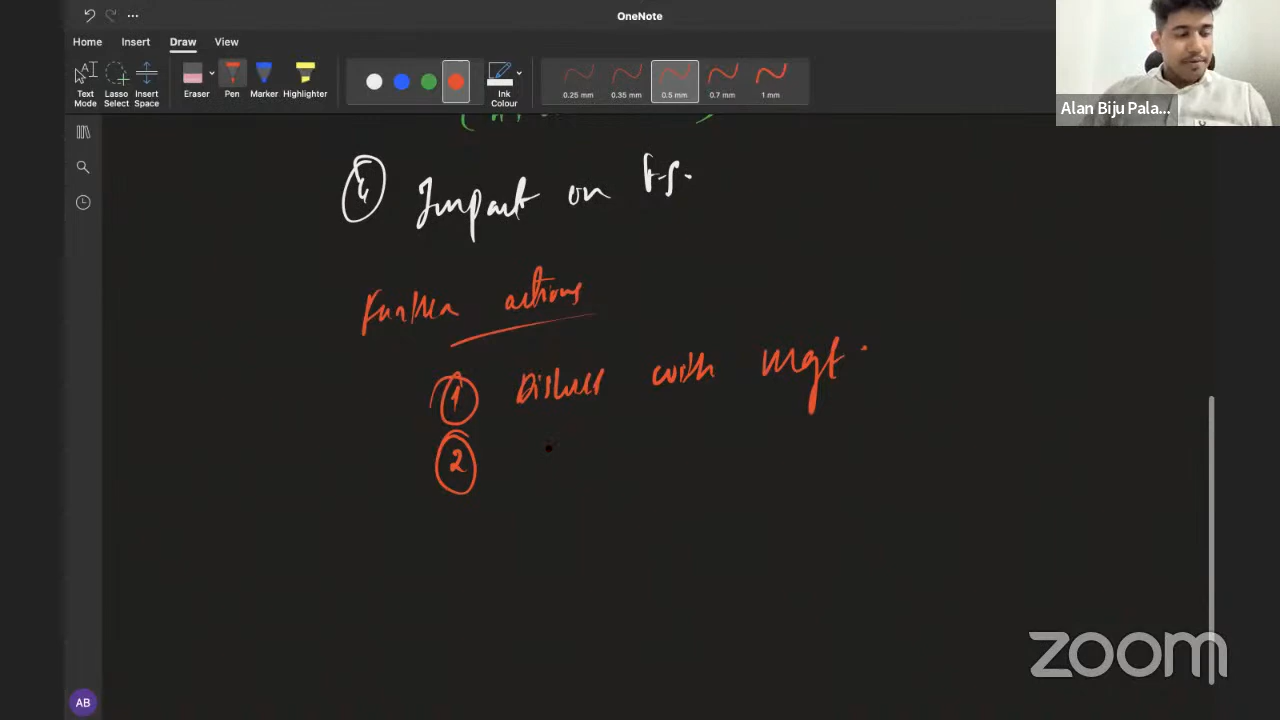 OneNote
Home Insert Draw View
Text Mode Lasso Select Insert Space Eraser Pen Marker Highlighter Ink Colour 0.25 mm 0.35 mm 0.5 mm 0.7 mm 1 mm
Alan Biju Pala...
4 Impact on F.S.
Further actions
1 Discuss with mgt.
2
AB
zoom